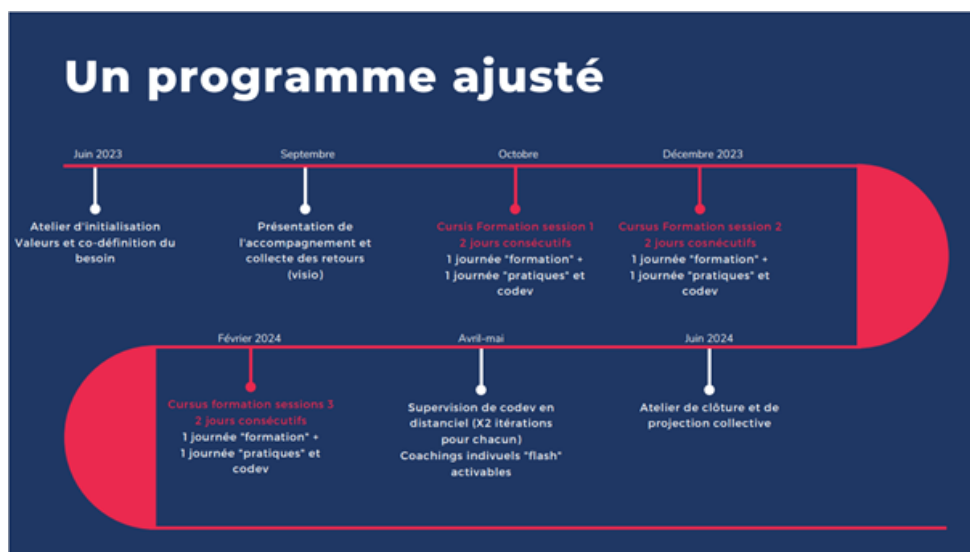 Un programme ajusté
Juin 2023
Septembre
Octobre
Décembre 2023
Atelier d'initialisation
Valeurs et co-définition du
besoin
Présentation de
l'accompagnement et
collecte des retours
(visio)
Cursis Formation session 1
2 jours consécutifs
1 journée "formation" +
1 journée "pratiques" et
codev
Cursus Formation session 2
2 jours cosnécutifs
1 journée "formation" +
1 journée "pratiques" et
codev
Février 2024
Avril-mai
Juin 2024
Cursus formation sessions 3
2 jours consécutifs
1 journée "formation" +
1 journée "pratiques" et
codev
Supervision de codev en
distanciel (X2 itérations
pour chacun)
Coachings indivuels "flash"
activables
Atelier de clôture et de
projection collective